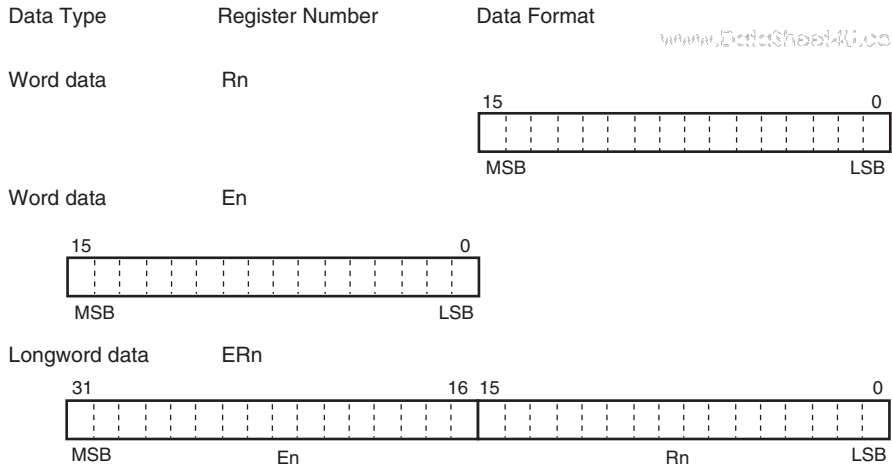 Data Type Register Number Data Format
www.DataSheet4U.co
Word data Rn
15 0
MSB LSB
Word data En
15 0
MSB LSB
Longword data ERn
31 16 15 0
MSB En Rn LSB